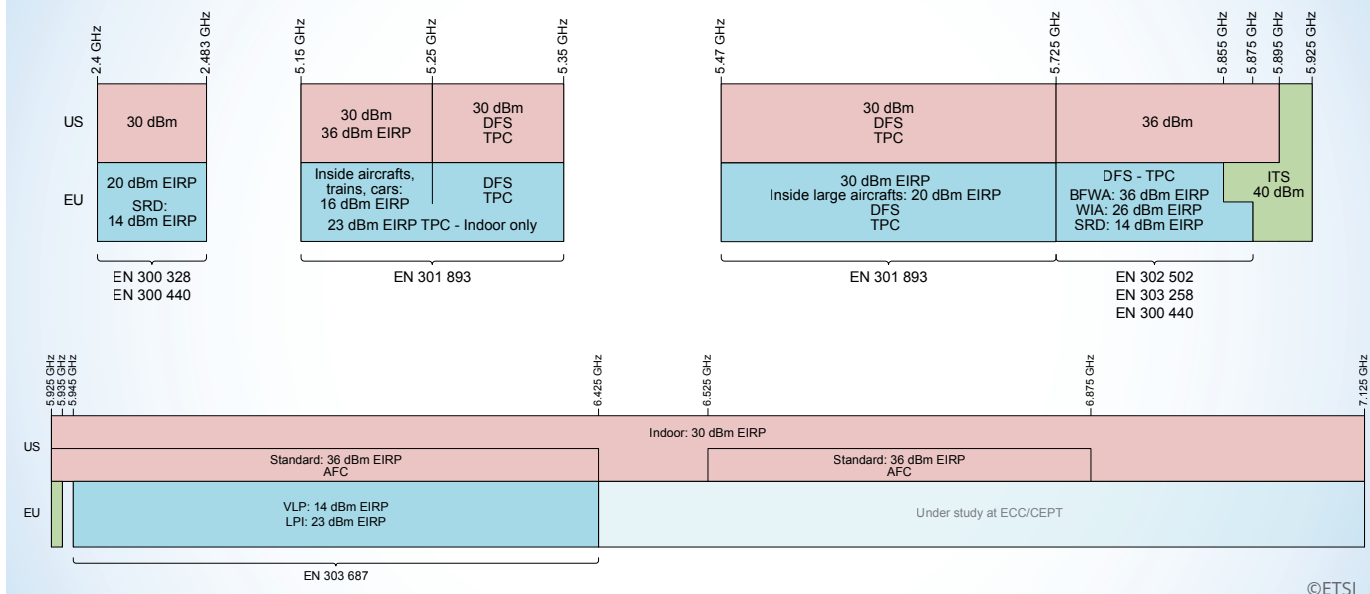 2.4 GHz
2.483 GHz
5.15 GHz
5.25 GHz
5.35 GHz
5.47 GHz
5.725 GHz
5.855 GHz
5.875 GHz
5.895 GHz
5.925 GHz
US
30 dBm
30 dBm
36 dBm EIRP
30 dBm
DFS
TPC
30 dBm
DFS
TPC
36 dBm
EU
20 dBm EIRP
SRD:
14 dBm EIRP
Inside aircrafts,
trains, cars:
16 dBm EIRP
DFS
TPC
23 dBm EIRP TPC - Indoor only
30 dBm EIRP
Inside large aircrafts: 20 dBm EIRP
DFS
TPC
DFS - TPC
BFWA: 36 dBm EIRP
WIA: 26 dBm EIRP
SRD: 14 dBm EIRP
ITS
40 dBm
EN 300 328
EN 300 440
EN 301 893
EN 301 893
EN 302 502
EN 303 258
EN 300 440
5.925 GHz
5.935 GHz
5.945 GHz
6.425 GHz
6.525 GHz
6.875 GHz
7.125 GHz
US
Indoor: 30 dBm EIRP
Standard: 36 dBm EIRP
AFC
Standard: 36 dBm EIRP
AFC
EU
VLP: 14 dBm EIRP
LPI: 23 dBm EIRP
Under study at ECC/CEPT
EN 303 687
©ETSI